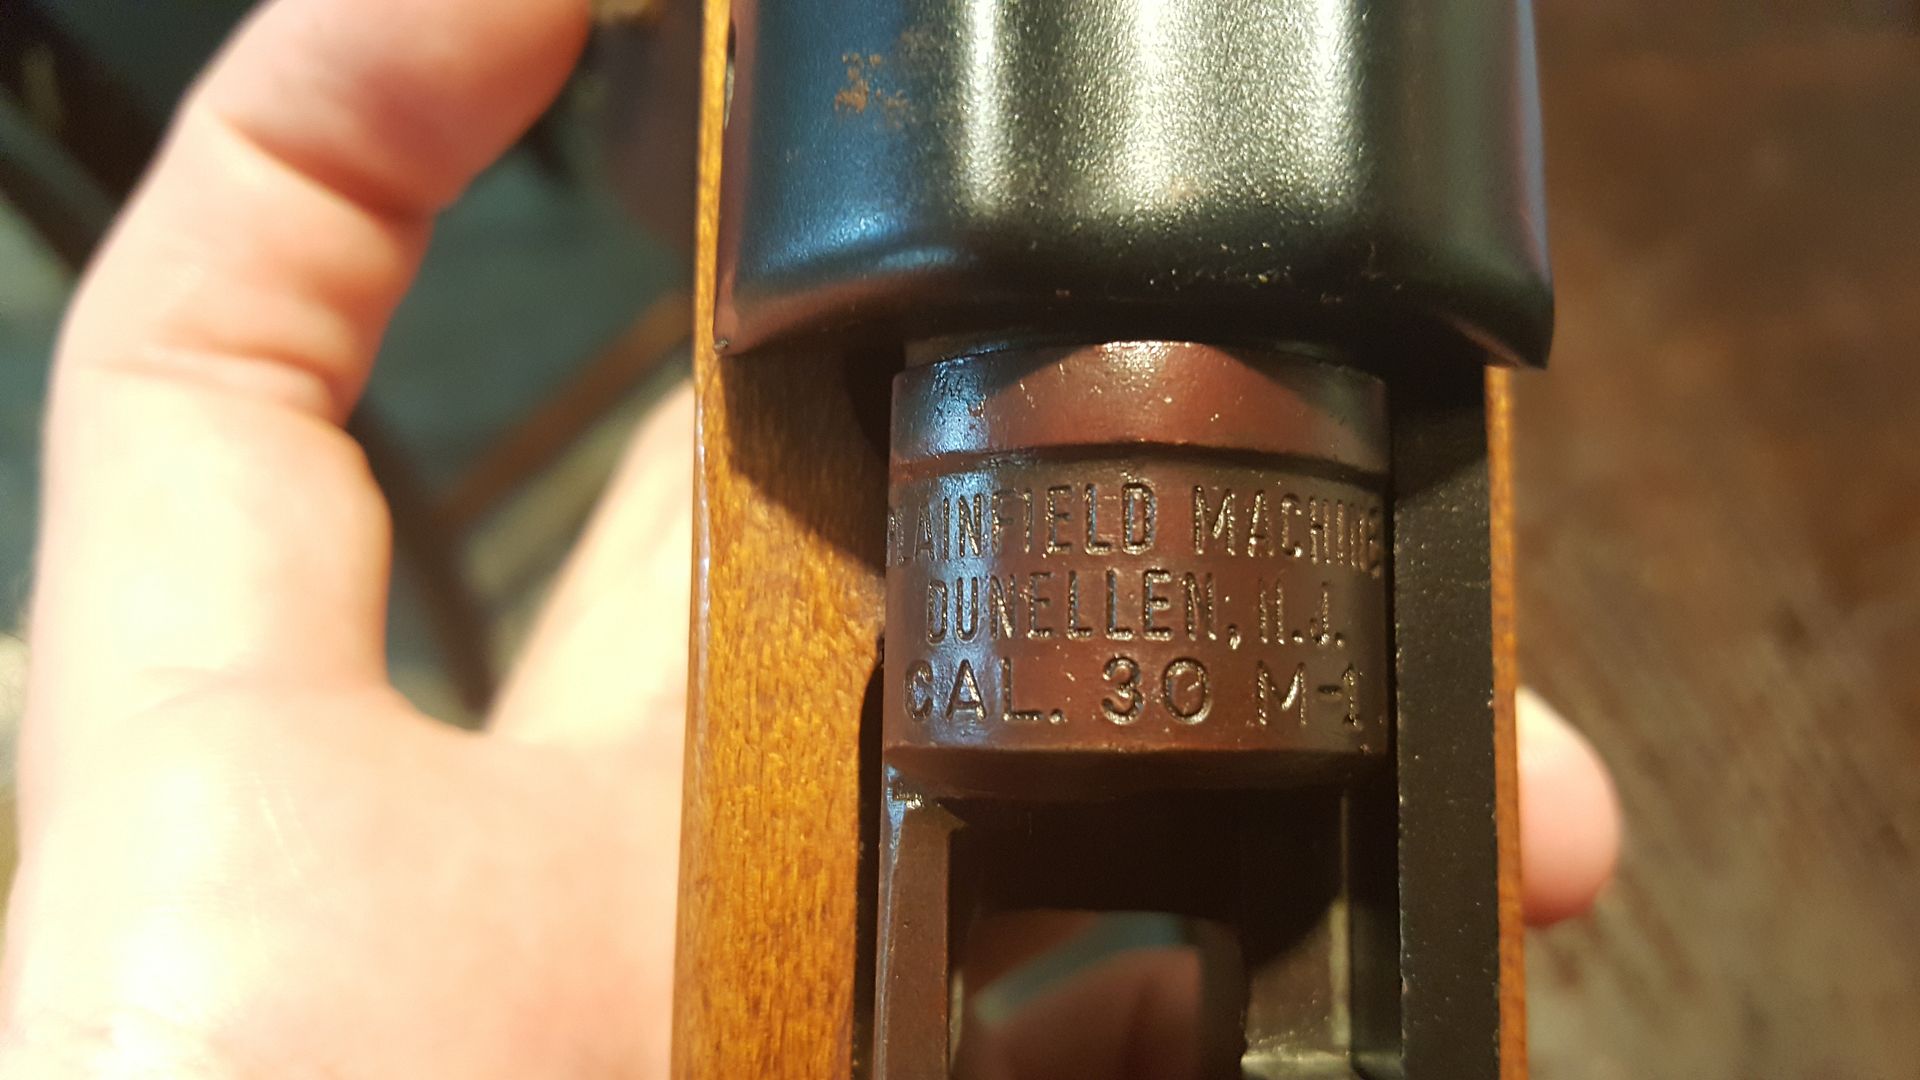 PLAINFIELD MACHINE
DUNELLEN, N.J.
CAL. 30 M-1